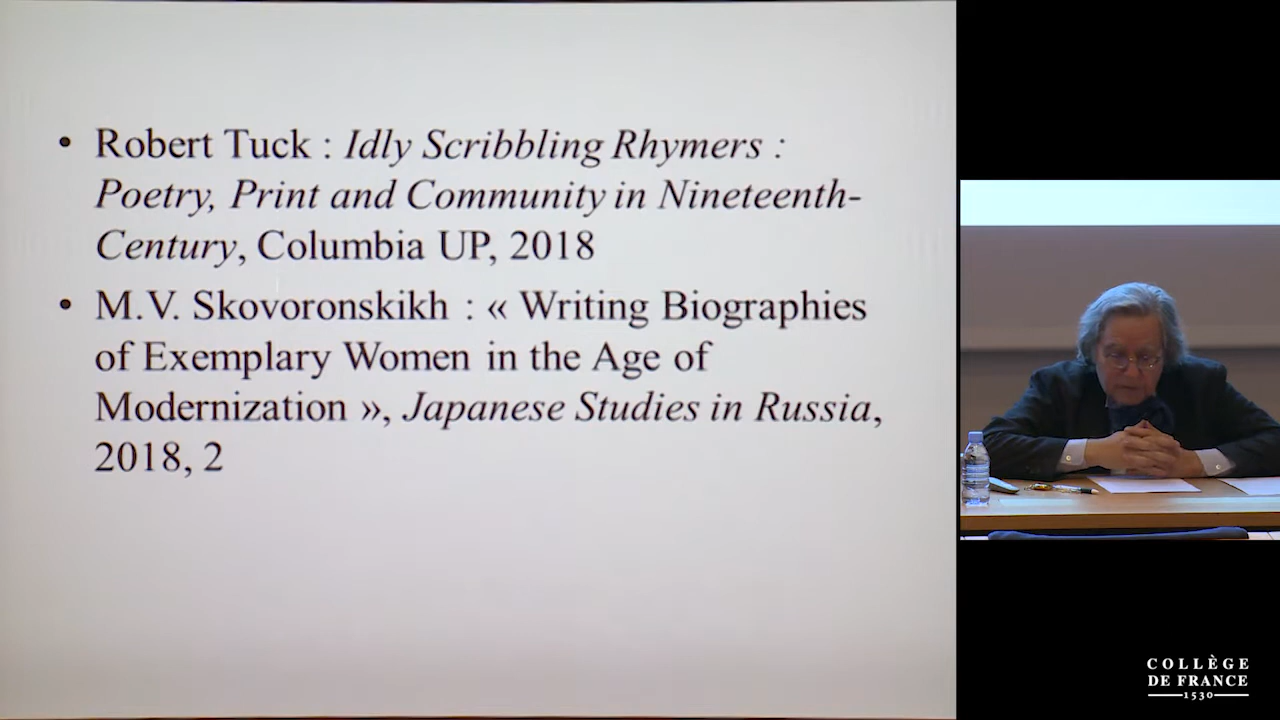 • Robert Tuck : Idly Scribbling Rhymers :
Poetry, Print and Community in Nineteenth-
Century, Columbia UP, 2018
• M.V. Skovoronskikh : « Writing Biographies
of Exemplary Women in the Age of
Modernization », Japanese Studies in Russia,
2018, 2
COLLÈGE
DE FRANCE
1530